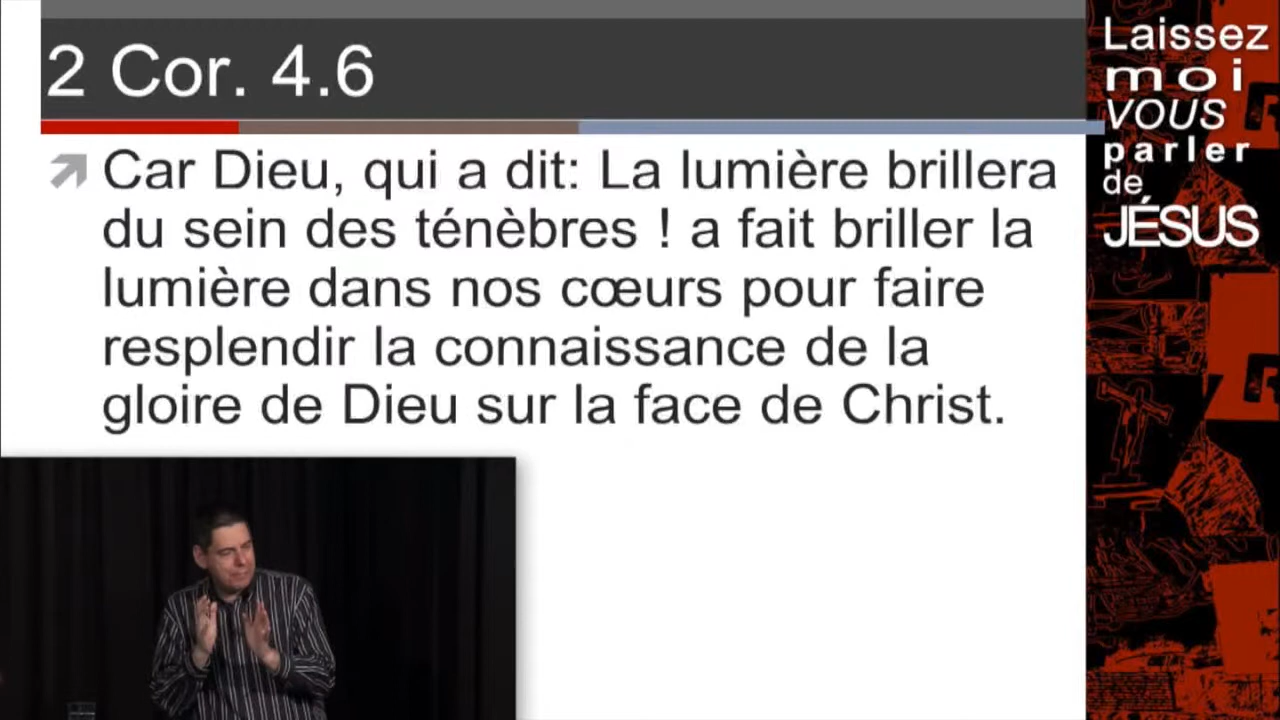 2 Cor. 4.6
Car Dieu, qui a dit: La lumière brillera
du sein des ténèbres ! a fait briller la
lumière dans nos cœurs pour faire
resplendir la connaissance de la
gloire de Dieu sur la face de Christ.
Laissez
moi
VOUS
parler
de
JÉSUS